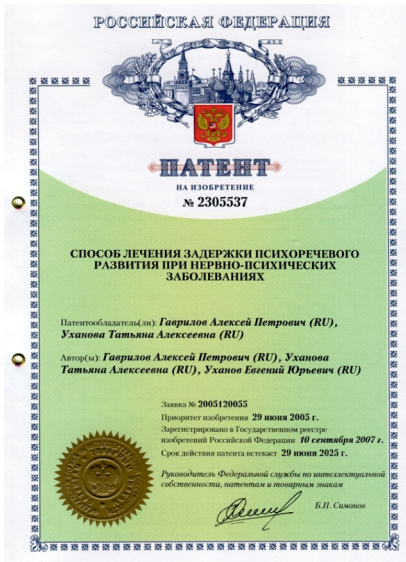 РОССИЙСКАЯ ФЕДЕРАЦИЯ
ПАТЕНТ
НА ИЗОБРЕТЕНИЕ
№ 2305537
СПОСОБ ЛЕЧЕНИЯ ЗАДЕРЖКИ ПСИХОРЕЧЕВОГО
РАЗВИТИЯ ПРИ НЕРВНО-ПСИХИЧЕСКИХ
ЗАБОЛЕВАНИЯХ
Патентообладатель(ли): Гаврилов Алексей Петрович (RU),
Уханова Татьяна Алексеевна (RU)
Автор(ы): Гаврилов Алексей Петрович (RU), Уханова
Татьяна Алексеевна (RU), Уханов Евгений Юрьевич (RU)
Заявка № 2005120055
Приоритет изобретения 29 июня 2005 г.
Зарегистрировано в Государственном реестре
изобретений Российской Федерации 10 сентября 2007 г.
Срок действия патента истекает 29 июня 2025 г.
Руководитель Федеральной службы по интеллектуальной
собственности, патентам и товарным знакам
Б.П. Симонов